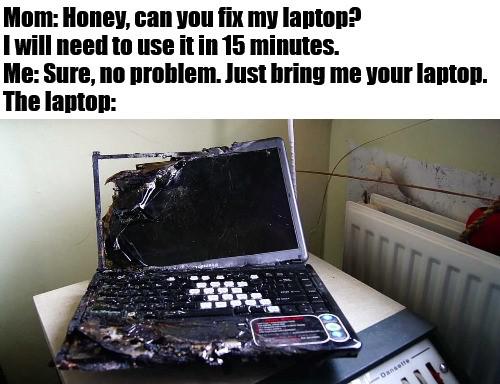 Mom: Honey, can you fix my laptop?
I will need to use it in 15 minutes.
Me: Sure, no problem. Just bring me your laptop.
The laptop:
Dansette